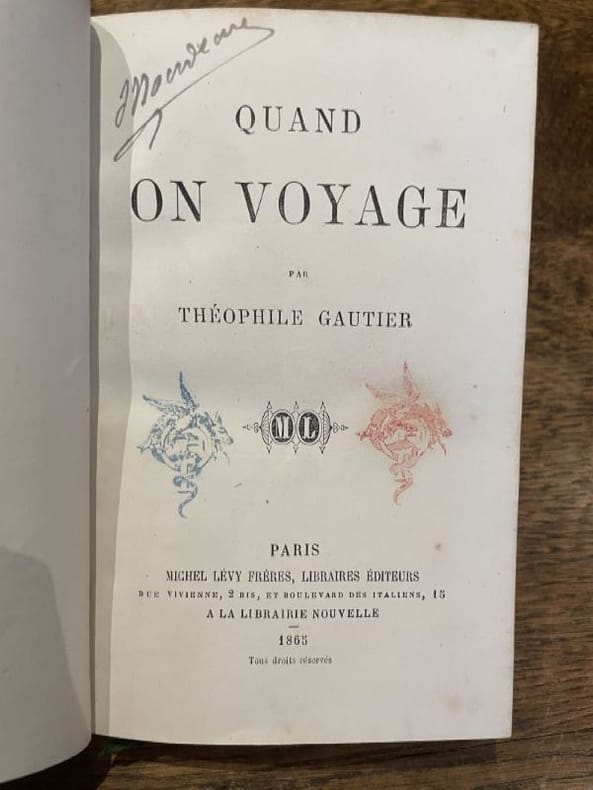 QUAND
ON VOYAGE
PAR
THÉOPHILE GAUTIER
ML
PARIS
MICHEL LÉVY FRÈRES, LIBRAIRES ÉDITEURS
RUE VIVIENNE, 2 BIS, ET BOULEVARD DES ITALIENS, 15
A LA LIBRAIRIE NOUVELLE
1865
Tous droits réservés